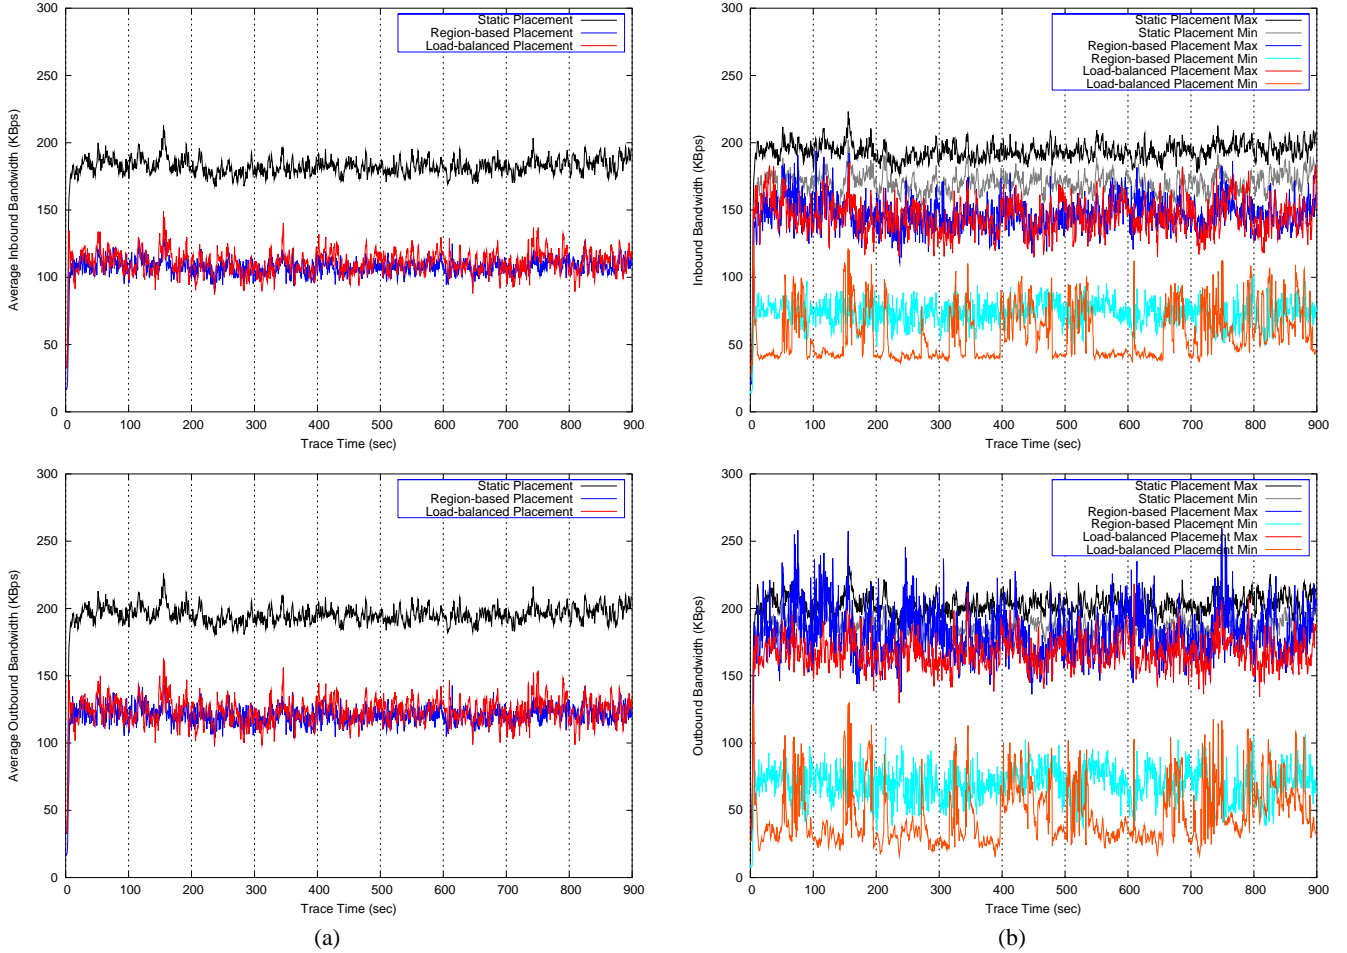 300
250
200
150
100
50
0
Average Inbound Bandwidth (KBps)
Static Placement
Region-based Placement
Load-balanced Placement
0 100 200 300 400 500 600 700 800 900
Trace Time (sec)
300
250
200
150
100
50
0
Inbound Bandwidth (KBps)
Static Placement Max
Static Placement Min
Region-based Placement Max
Region-based Placement Min
Load-balanced Placement Max
Load-balanced Placement Min
0 100 200 300 400 500 600 700 800 900
Trace Time (sec)
300
250
200
150
100
50
0
Average Outbound Bandwidth (KBps)
Static Placement
Region-based Placement
Load-balanced Placement
0 100 200 300 400 500 600 700 800 900
Trace Time (sec)
(a)
300
250
200
150
100
50
0
Outbound Bandwidth (KBps)
Static Placement Max
Static Placement Min
Region-based Placement Max
Region-based Placement Min
Load-balanced Placement Max
Load-balanced Placement Min
0 100 200 300 400 500 600 700 800 900
Trace Time (sec)
(b)